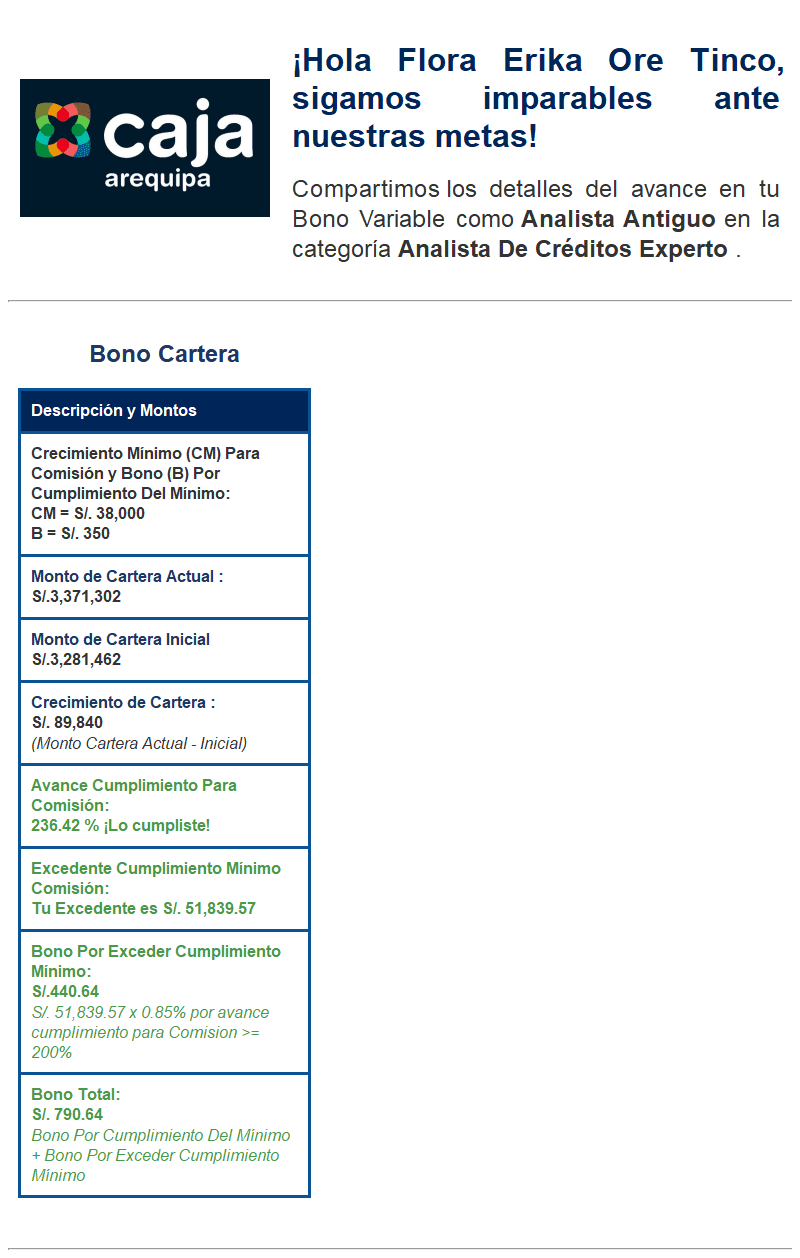 caja
arequipa
¡Hola Flora Erika Ore Tinco,
sigamos imparables ante
nuestras metas!
Compartimos los detalles del avance en tu
Bono Variable como Analista Antiguo en la
categoría Analista De Créditos Experto .
Bono Cartera
Descripción y Montos
Crecimiento Mínimo (CM) Para
Comisión y Bono (B) Por
Cumplimiento Del Mínimo:
CM = S/. 38,000
B = S/. 350
Monto de Cartera Actual :
S/.3,371,302
Monto de Cartera Inicial
S/.3,281,462
Crecimiento de Cartera :
S/. 89,840
(Monto Cartera Actual - Inicial)
Avance Cumplimiento Para
Comisión:
236.42 % ¡Lo cumpliste!
Excedente Cumplimiento Mínimo
Comisión:
Tu Excedente es S/. 51,839.57
Bono Por Exceder Cumplimiento
Mínimo:
S/.440.64
S/. 51,839.57 x 0.85% por avance
cumplimiento para Comision >=
200%
Bono Total:
S/. 790.64
Bono Por Cumplimiento Del Mínimo
+ Bono Por Exceder Cumplimiento
Mínimo